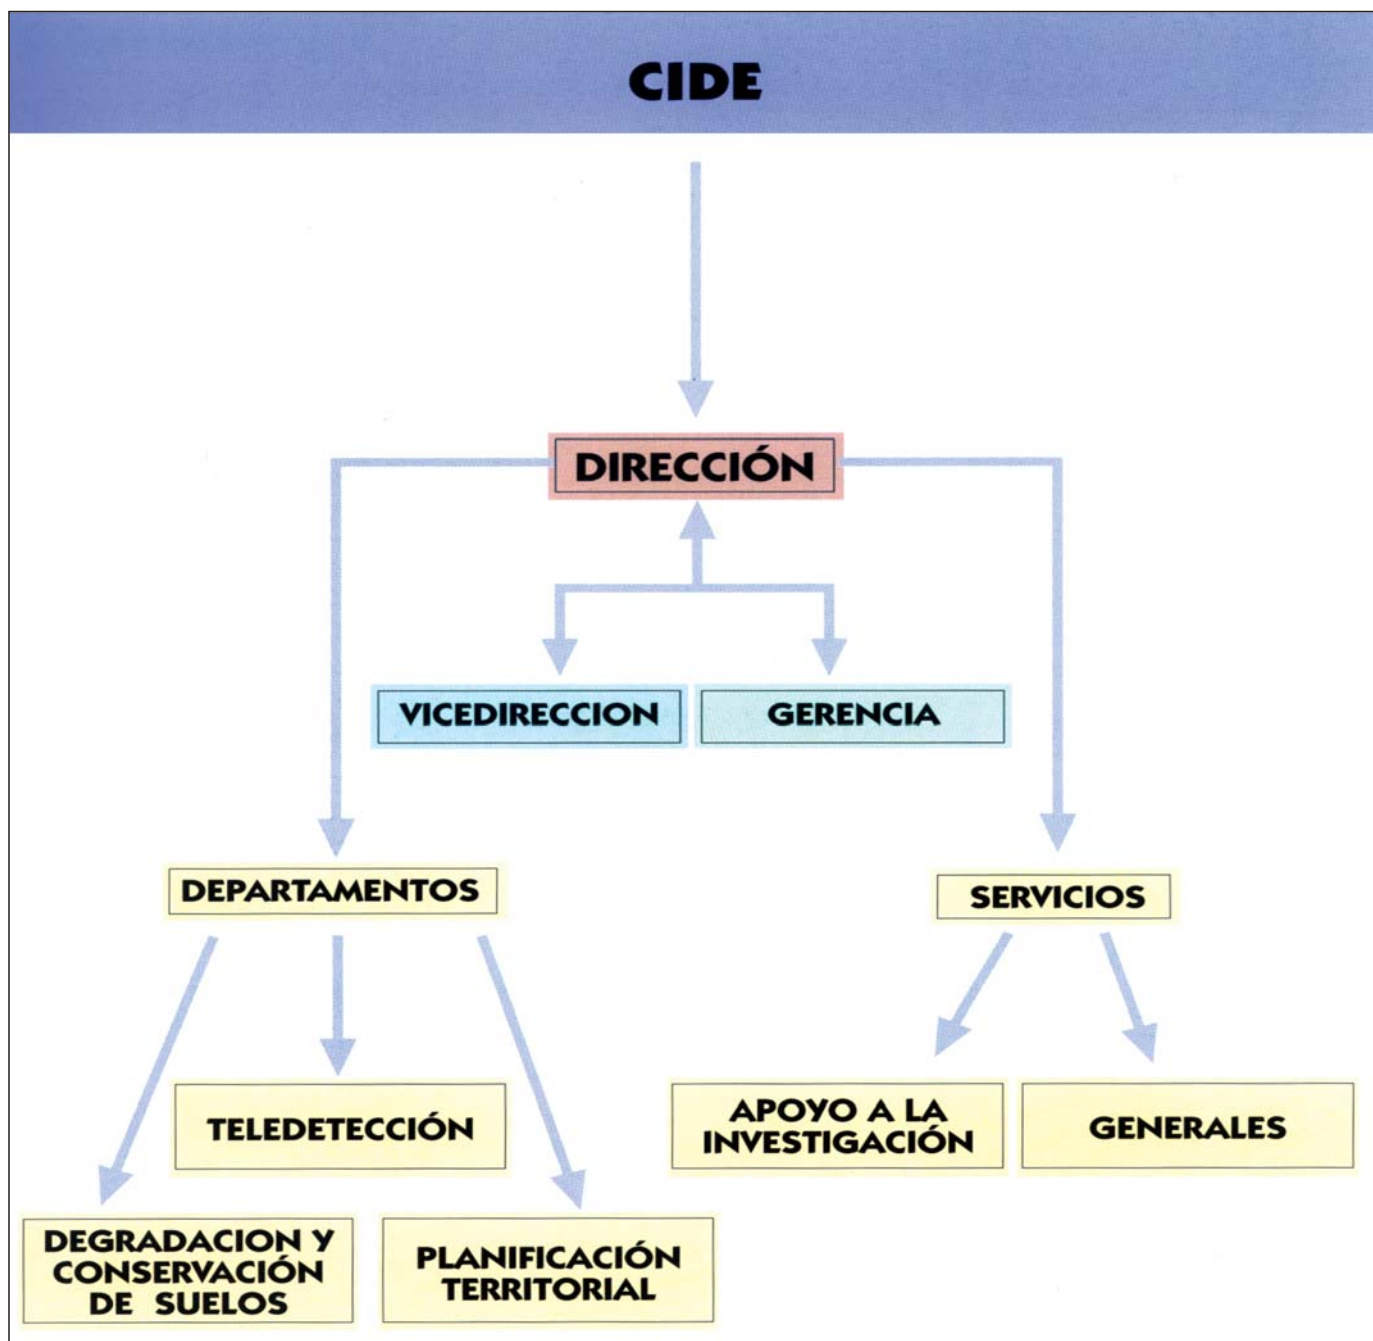 CIDE
DIRECCIÓN
VICEDIRECCION
GERENCIA
DEPARTAMENTOS
SERVICIOS
TELEDETECCIÓN
APOYO A LA
INVESTIGACIÓN
GENERALES
DEGRADACION Y
CONSERVACIÓN
DE SUELOS
PLANIFICACIÓN
TERRITORIAL